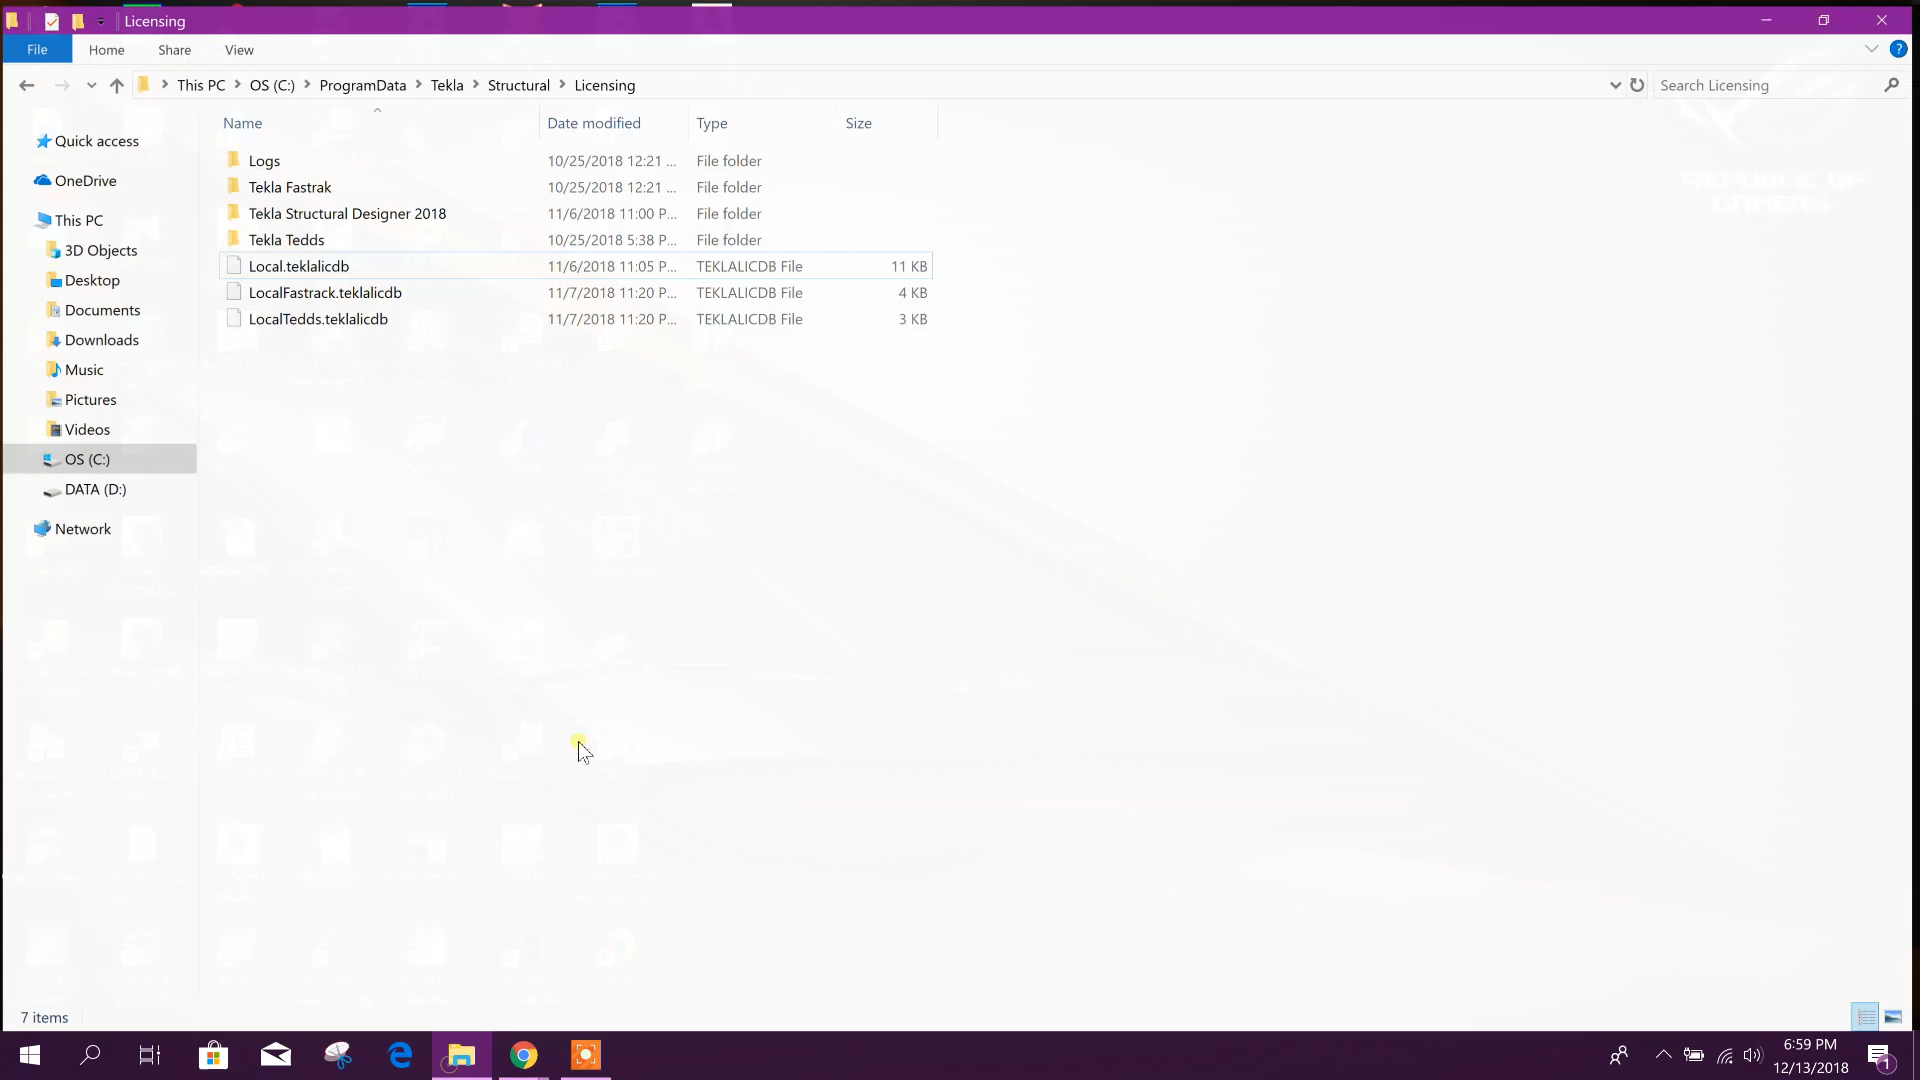 Licensing
File Home Share View
This PC OS (C:) ProgramData Tekla Structural Licensing
Search Licensing
Name Date modified Type Size
Quick access
OneDrive
This PC
3D Objects
Desktop
Documents
Downloads
Music
Pictures
Videos
OS (C:)
DATA (D:)
Network
Logs 10/25/2018 12:21 ... File folder
Tekla Fastrak 10/25/2018 12:21 ... File folder
Tekla Structural Designer 2018 11/6/2018 11:00 P... File folder
Tekla Tedds 10/25/2018 5:38 P... File folder
Local.teklalicdb 11/6/2018 11:05 P... TEKLALICDB File 11 KB
LocalFastrack.teklalicdb 11/7/2018 11:20 P... TEKLALICDB File 4 KB
LocalTedds.teklalicdb 11/7/2018 11:20 P... TEKLALICDB File 3 KB
REPUBLIC OF
GAMERS
7 items
6:59 PM
12/13/2018
1